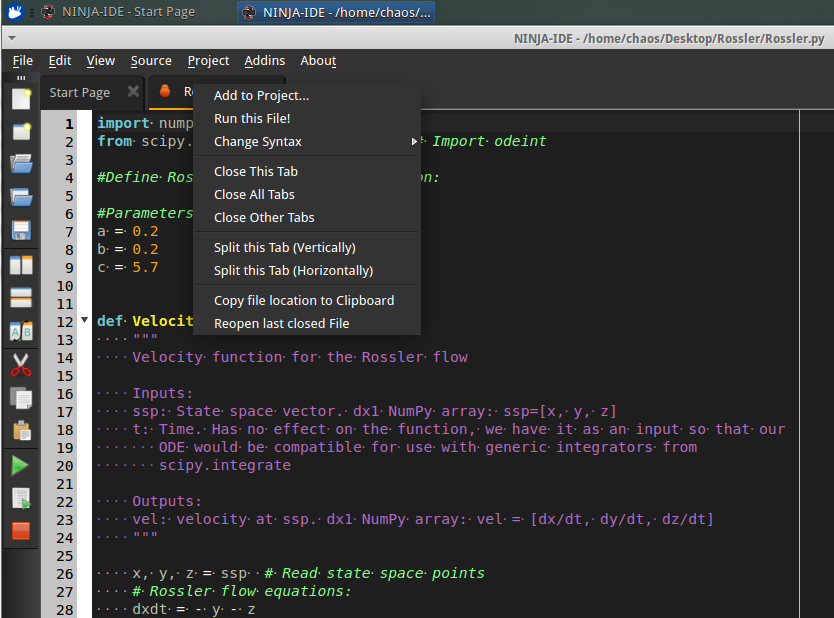 NINJA-IDE - Start Page
NINJA-IDE - /home/chaos/...
NINJA-IDE - /home/chaos/Desktop/Rossler/Rossler.py
File Edit View Source Project Addins About
Start Page
Add to Project...
Run this File!
Change Syntax
Close This Tab
Close All Tabs
Close Other Tabs
Split this Tab (Vertically)
Split this Tab (Horizontally)
Copy file location to Clipboard
Reopen last closed File
1 import nump
2 from scipy. # Import odeint
3
4 #Define Ros on:
5
6 #Parameters
7 a = 0.2
8 b = 0.2
9 c = 5.7
10
11
12 def Velocit
13 """
14 Velocity function for the Rossler flow
15
16 Inputs:
17 ssp: State space vector. dx1 NumPy array: ssp=[x, y, z]
18 t: Time. Has no effect on the function, we have it as an input so that our
19 ODE would be compatible for use with generic integrators from
20 scipy.integrate
21
22 Outputs:
23 vel: velocity at ssp. dx1 NumPy array: vel = [dx/dt, dy/dt, dz/dt]
24 """
25
26 x, y, z = ssp # Read state space points
27 # Rossler flow equations:
28 dxdt = - y - z